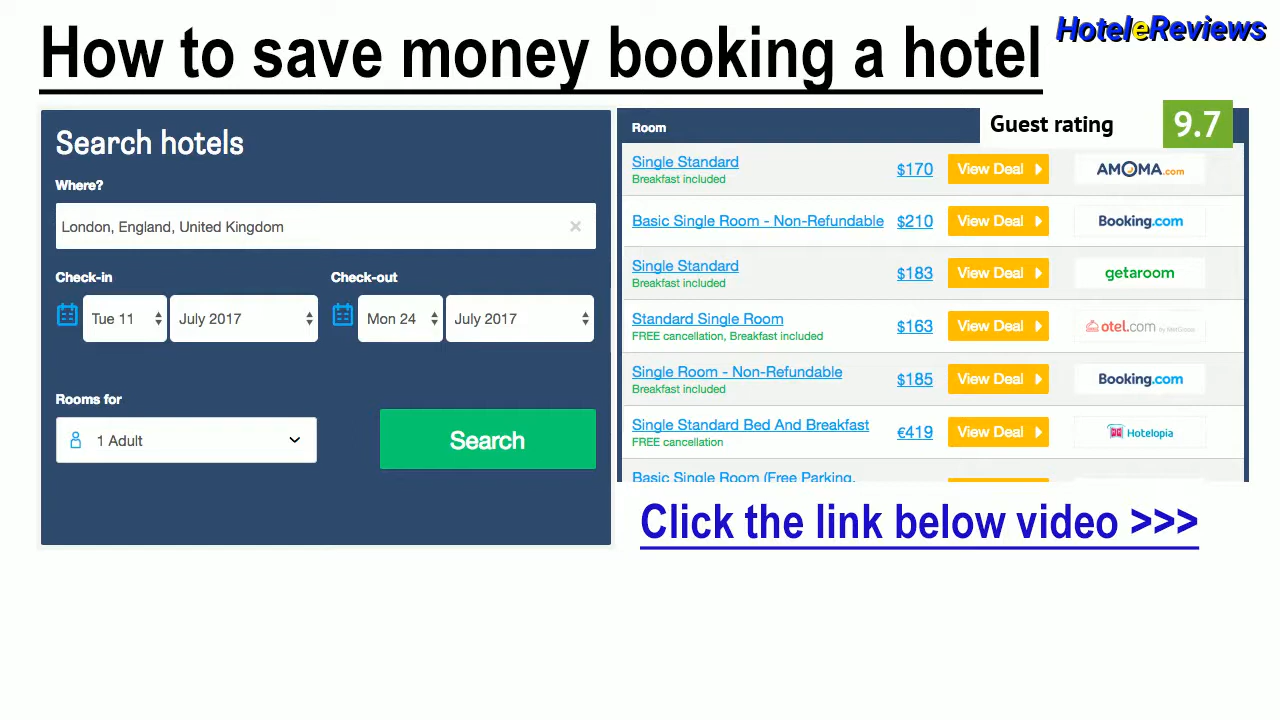 How to save money booking a hotel
HoteleReviews
Search hotels
Where?
London, England, United Kingdom
Check-in
Check-out
Tue 11
July 2017
Mon 24
July 2017
Rooms for
1 Adult
Search
Room
Guest rating
9.7
Single Standard
Breakfast included
$170
View Deal
AMOMA.com
Basic Single Room - Non-Refundable
$210
View Deal
Booking.com
Single Standard
Breakfast included
$183
View Deal
getaroom
Standard Single Room
FREE cancellation, Breakfast included
$163
View Deal
otel.com
Single Room - Non-Refundable
Breakfast included
$185
View Deal
Booking.com
Single Standard Bed And Breakfast
FREE cancellation
€419
View Deal
Hotelopia
Basic Single Room (Free Parking,
Click the link below video >>>